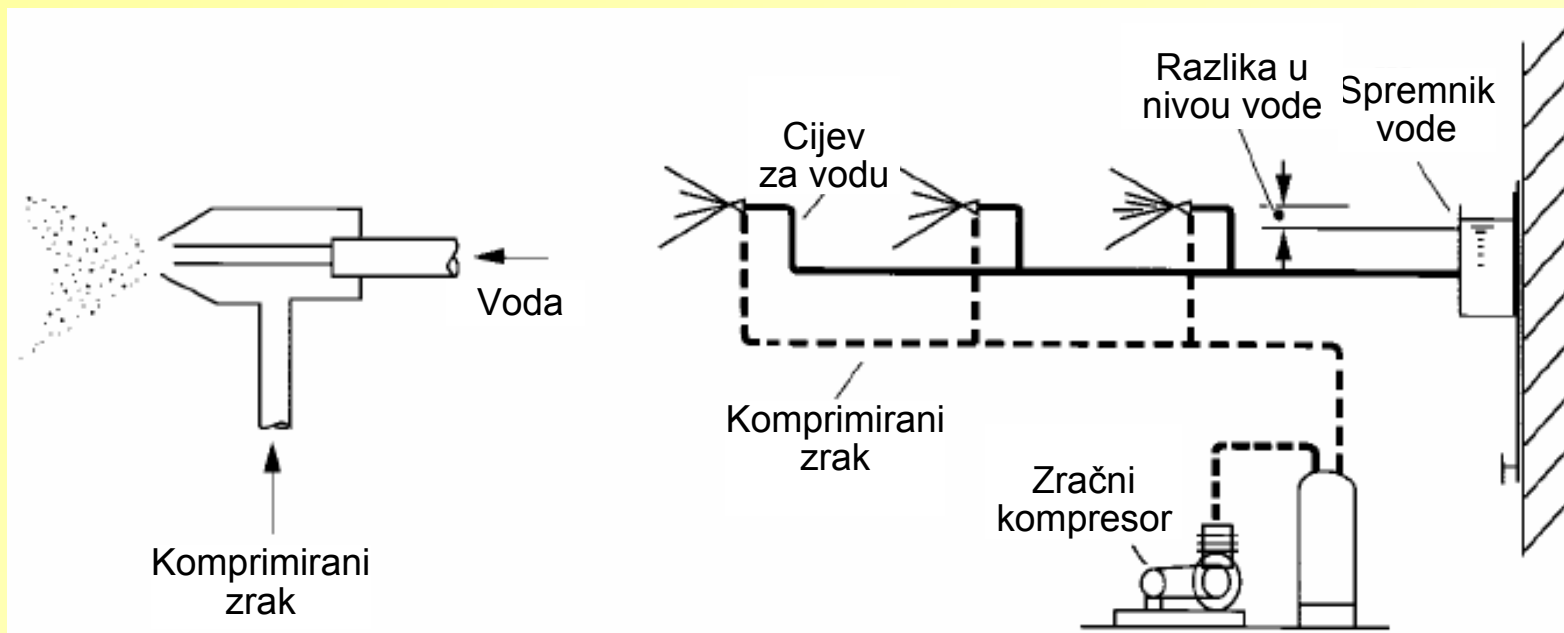 Voda
Komprimirani
zrak
Cijev
za vodu
Razlika u
nivou vode
Spremnik
vode
Komprimirani
zrak
Zračni
kompresor